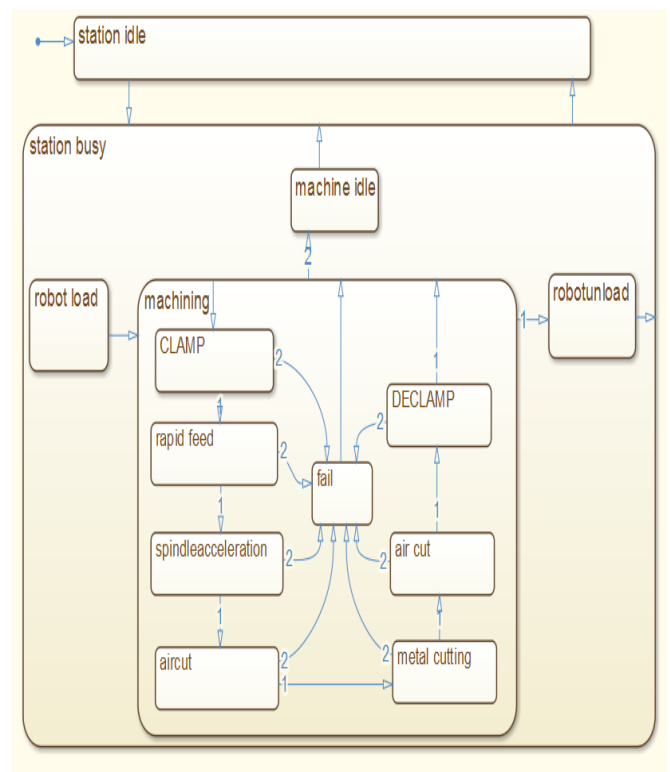 station idle
station busy
machine idle
2
robot load
machining
robotunload
1
CLAMP
2
1
DECLAMP
1
2
rapid feed
2
fail
1
1
spindleacceleration
2
air cut
2
1
1
aircut
2
1
metal cutting
2